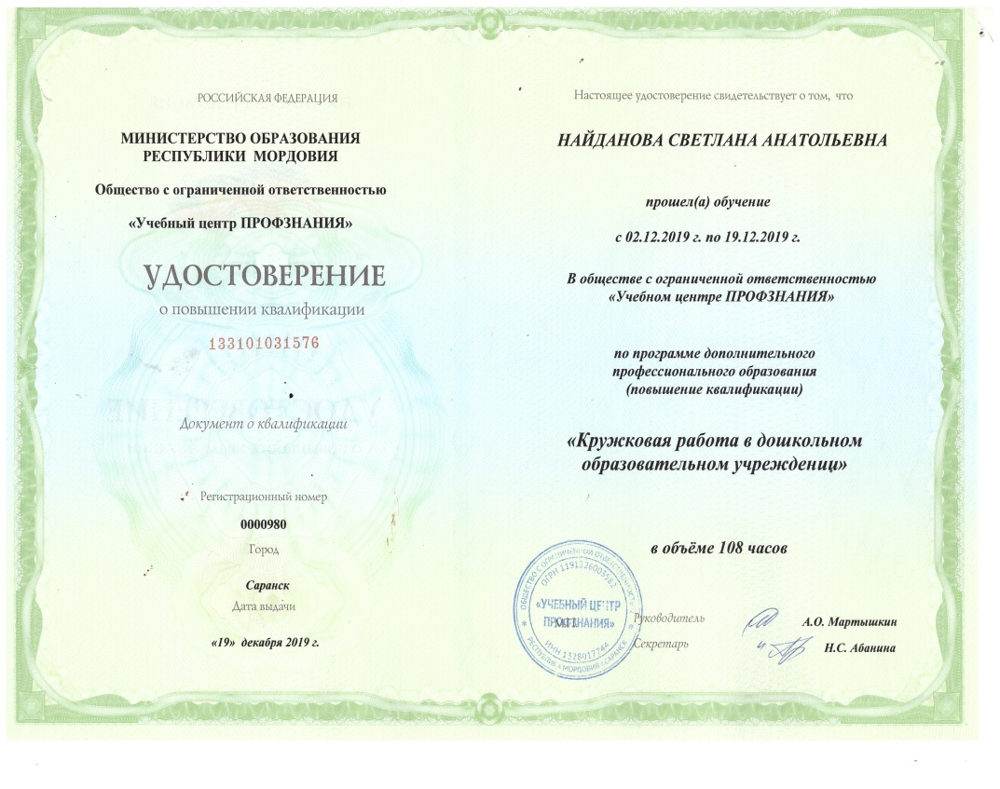 РОССИЙСКАЯ ФЕДЕРАЦИЯ
МИНИСТЕРСТВО ОБРАЗОВАНИЯ
РЕСПУБЛИКИ МОРДОВИЯ
Общество с ограниченной ответственностью
«Учебный центр ПРОФЗНАНИЯ»
УДОСТОВЕРЕНИЕ
о повышении квалификации
133101031576
Документ о квалификации
Регистрационный номер
0000980
Город
Саранск
Дата выдачи
«19» декабря 2019 г.
Настоящее удостоверение свидетельствует о том, что
НАЙДАНОВА СВЕТЛАНА АНАТОЛЬЕВНА
прошел(а) обучение
с 02.12.2019 г. по 19.12.2019 г.
В обществе с ограниченной ответственностью
«Учебном центре ПРОФЗНАНИЯ»
по программе дополнительного
профессионального образования
(повышение квалификации)
«Кружковая работа в дошкольном
образовательном учреждении»
в объёме 108 часов
ОБЩЕСТВО С ОГРАНИЧЕННОЙ ОТВЕТСТВЕННОСТЬЮ
ОГРН 1191326003582
«УЧЕБНЫЙ ЦЕНТР
ПРОФЗНАНИЯ»
ИНН 1328017744
РЕСПУБЛИКА МОРДОВИЯ г.САРАНСК
Руководитель А.О. Мартышкин
Секретарь Н.С. Абанина